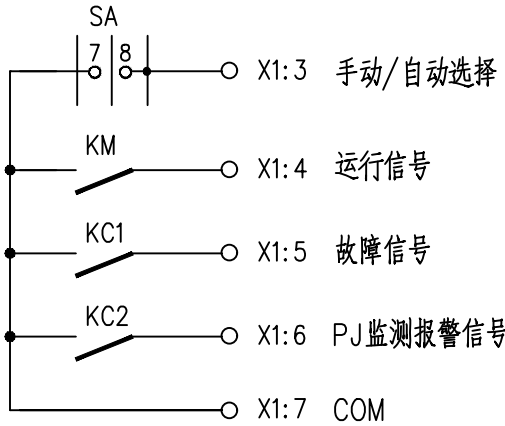 SA
7 8
X1:3 手动/自动选择
KM
X1:4 运行信号
KC1
X1:5 故障信号
KC2
X1:6 PJ监测报警信号
X1:7 COM